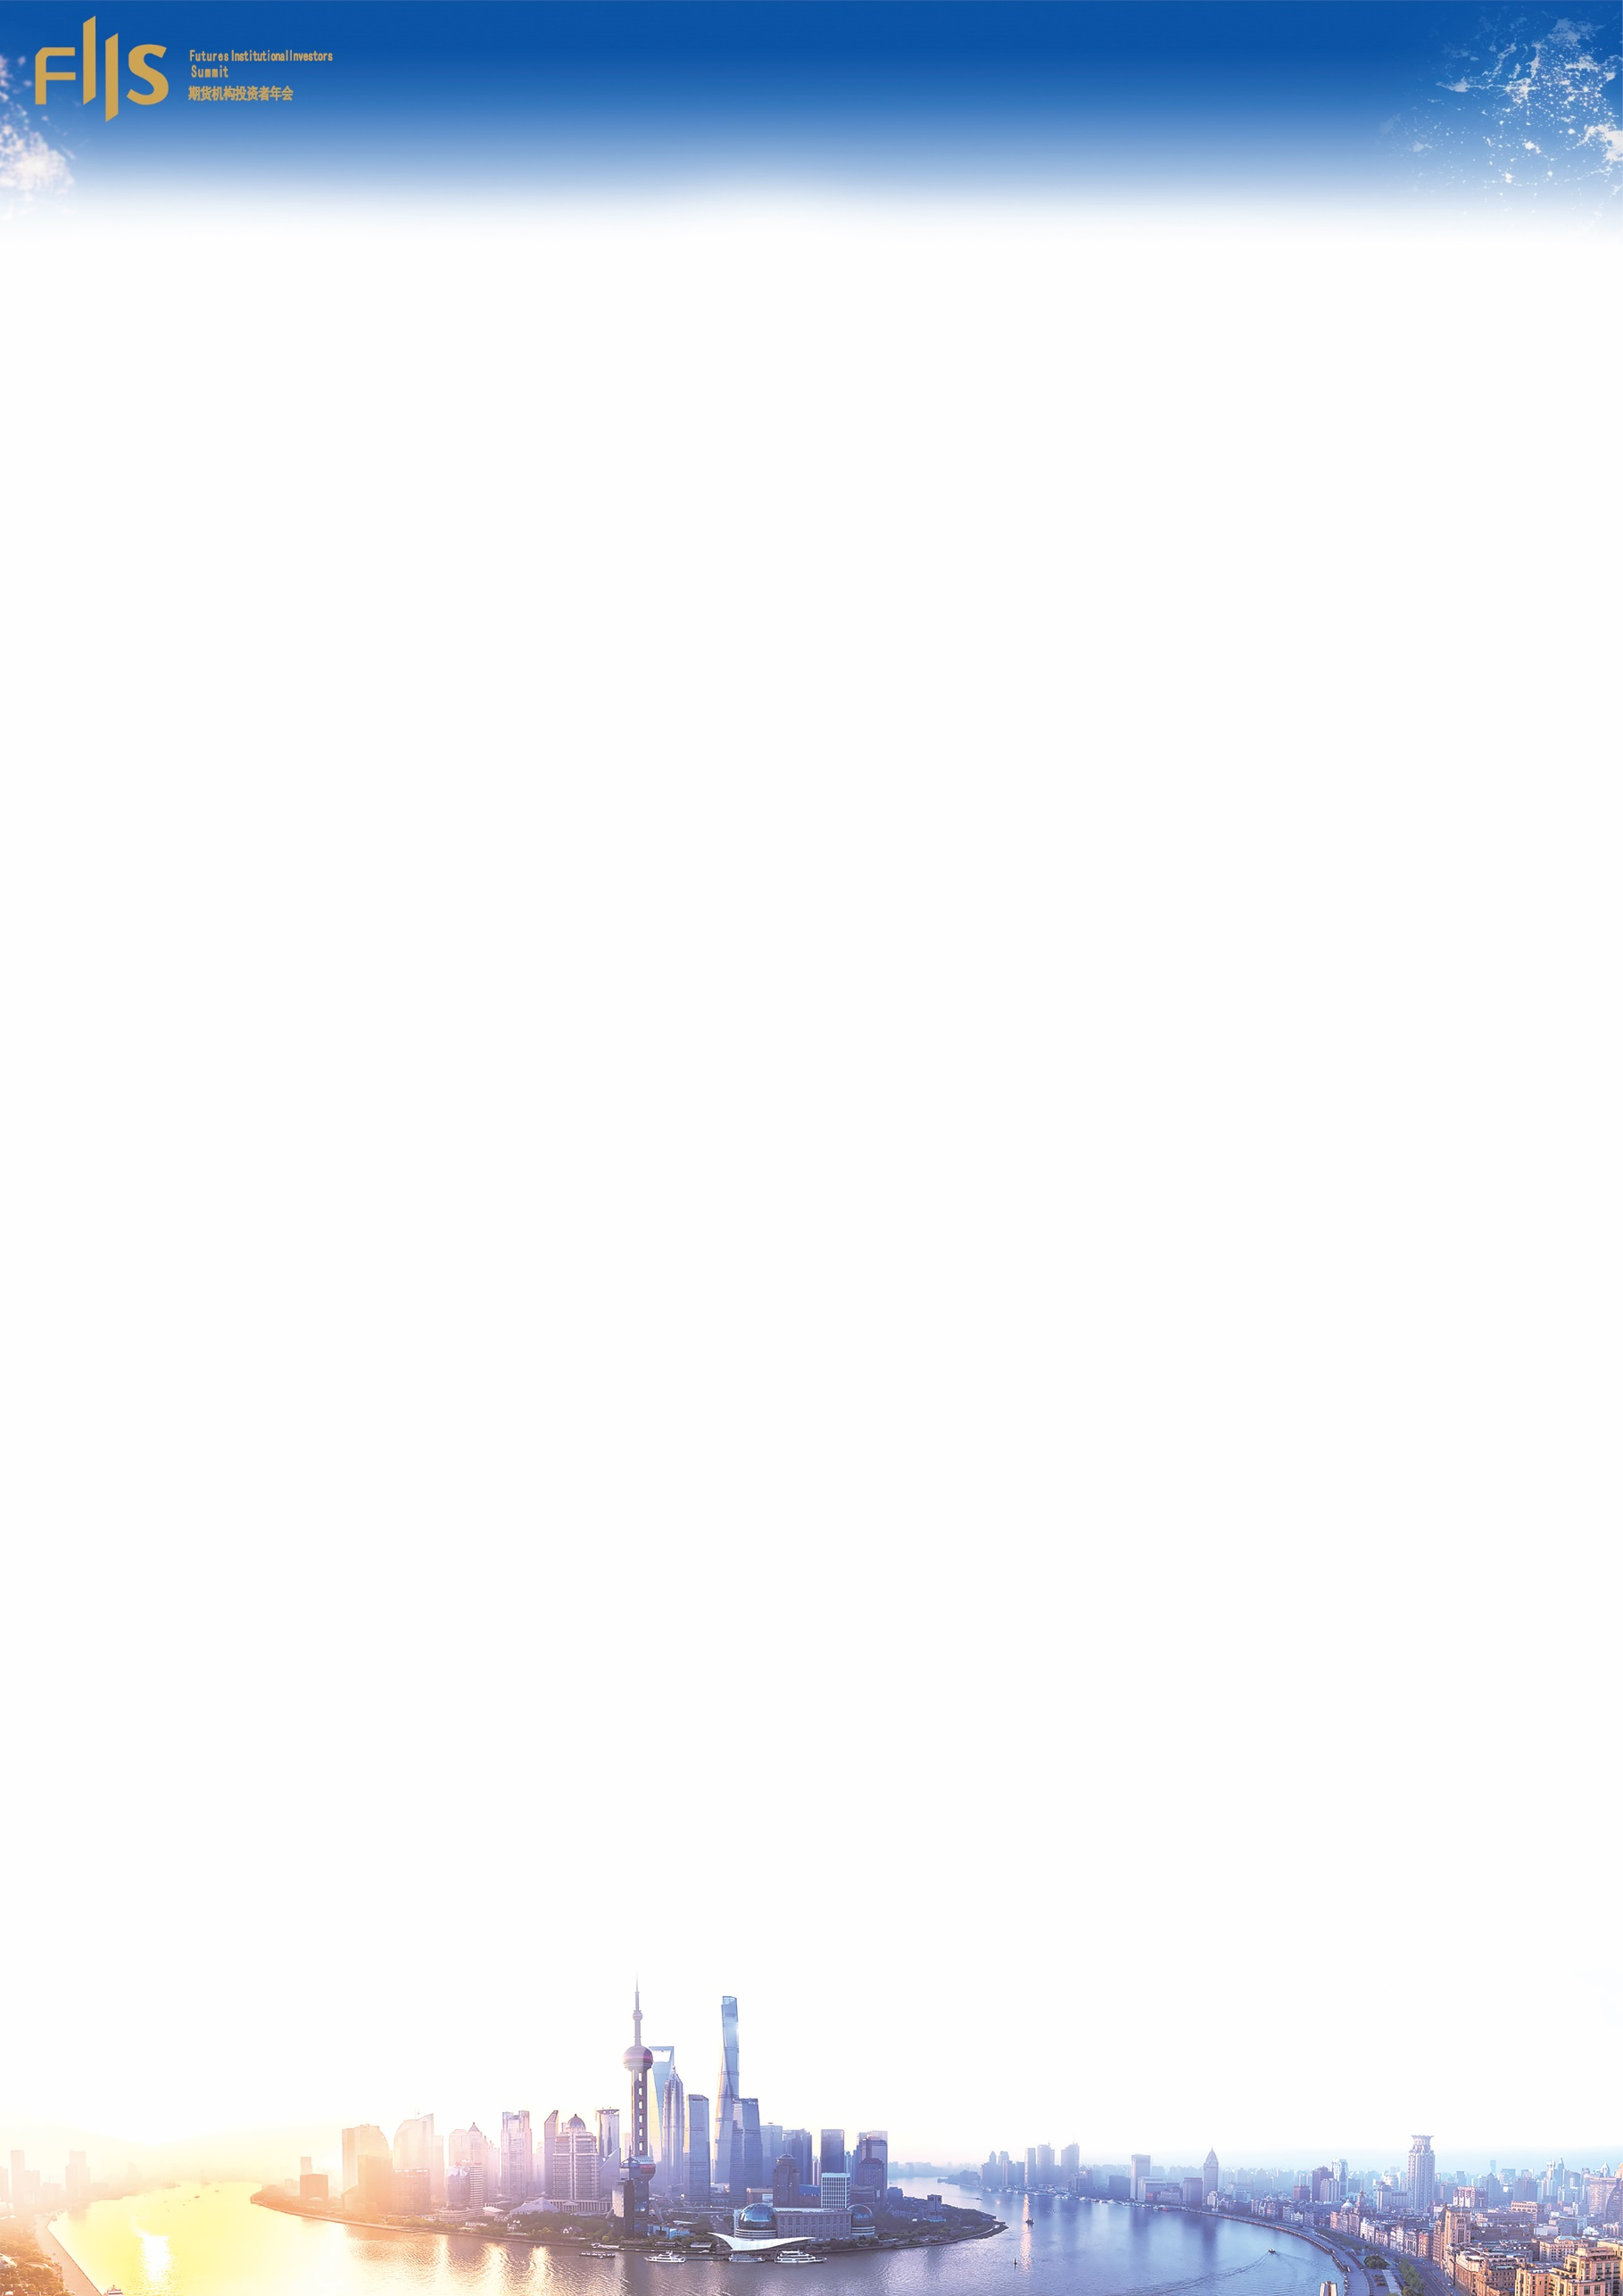 FIIS
Futures Institutional Investors
Summit
期货机构投资者年会